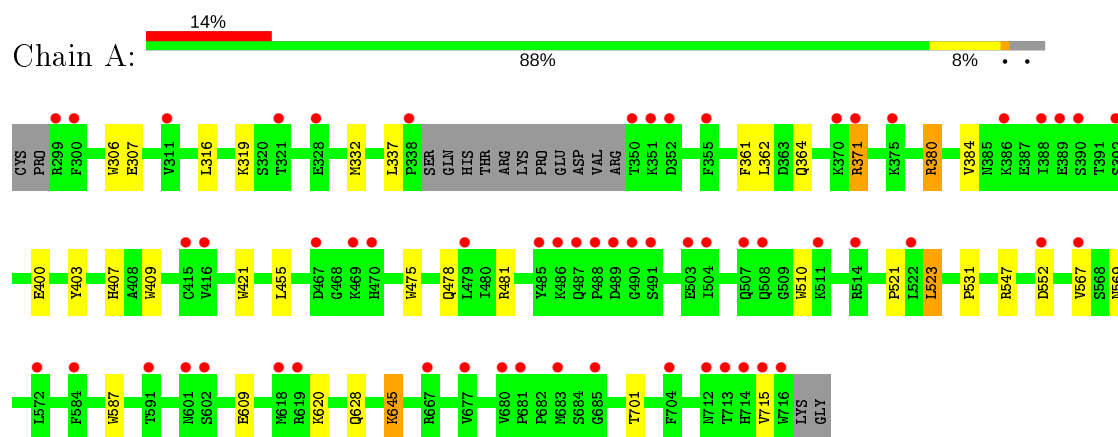 14%
Chain A:
88% 8% • •
CYS PRO R299 F300 W306 E307 V311 L316 K319 S320 T321 E328 M332 L337 P338 SER GLN HIS THR ARG LYS PRO GLU ASP VAL ARG T350 K351 D352 F355 F361 L362 D363 Q364 K370 R371 K375 R380 V384 N385 K386 E387 I388 E389 S390 T391 S392
E400 Y403 H407 A408 W409 C415 V416 W421 L455 D467 G468 K469 H470 W475 Q478 L479 I480 R481 Y485 K486 Q487 P488 D489 G490 S491 E503 I504 Q507 Q508 G509 W510 K511 R514 P521 L522 L523 P531 R547 D552 V567 S568 N569
L572 F584 W587 T591 N601 S602 E609 M618 R619 K620 Q628 K645 R667 V677 V680 P681 P682 M683 S684 G685 T701 F704 N712 T713 H714 V715 W716 LYS GLY